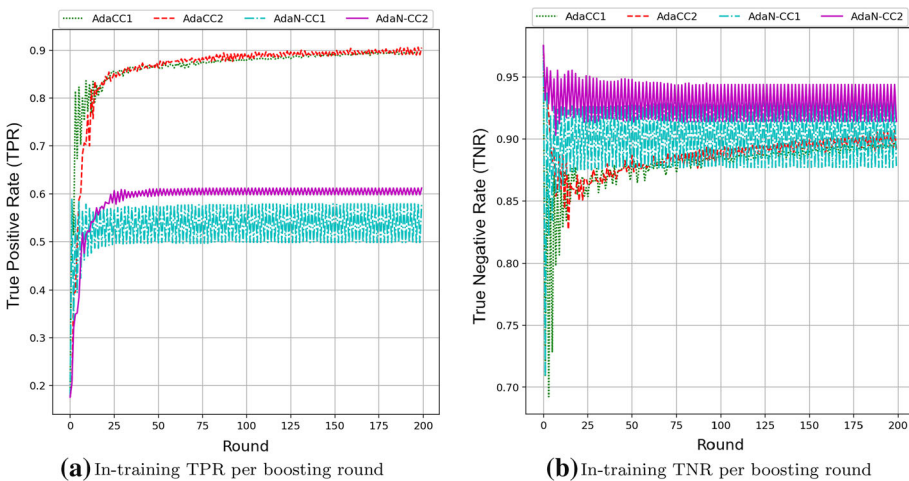 AdaCC1 AdaCC2 AdaN-CC1 AdaN-CC2
0.9
0.8
0.7
0.6
0.5
0.4
0.3
0.2
True Positive Rate (TPR)
0 25 50 75 100 125 150 175 200
Round
(a) In-training TPR per boosting round
AdaCC1 AdaCC2 AdaN-CC1 AdaN-CC2
0.95
0.90
0.85
0.80
0.75
0.70
True Negative Rate (TNR)
0 25 50 75 100 125 150 175 200
Round
(b) In-training TNR per boosting round